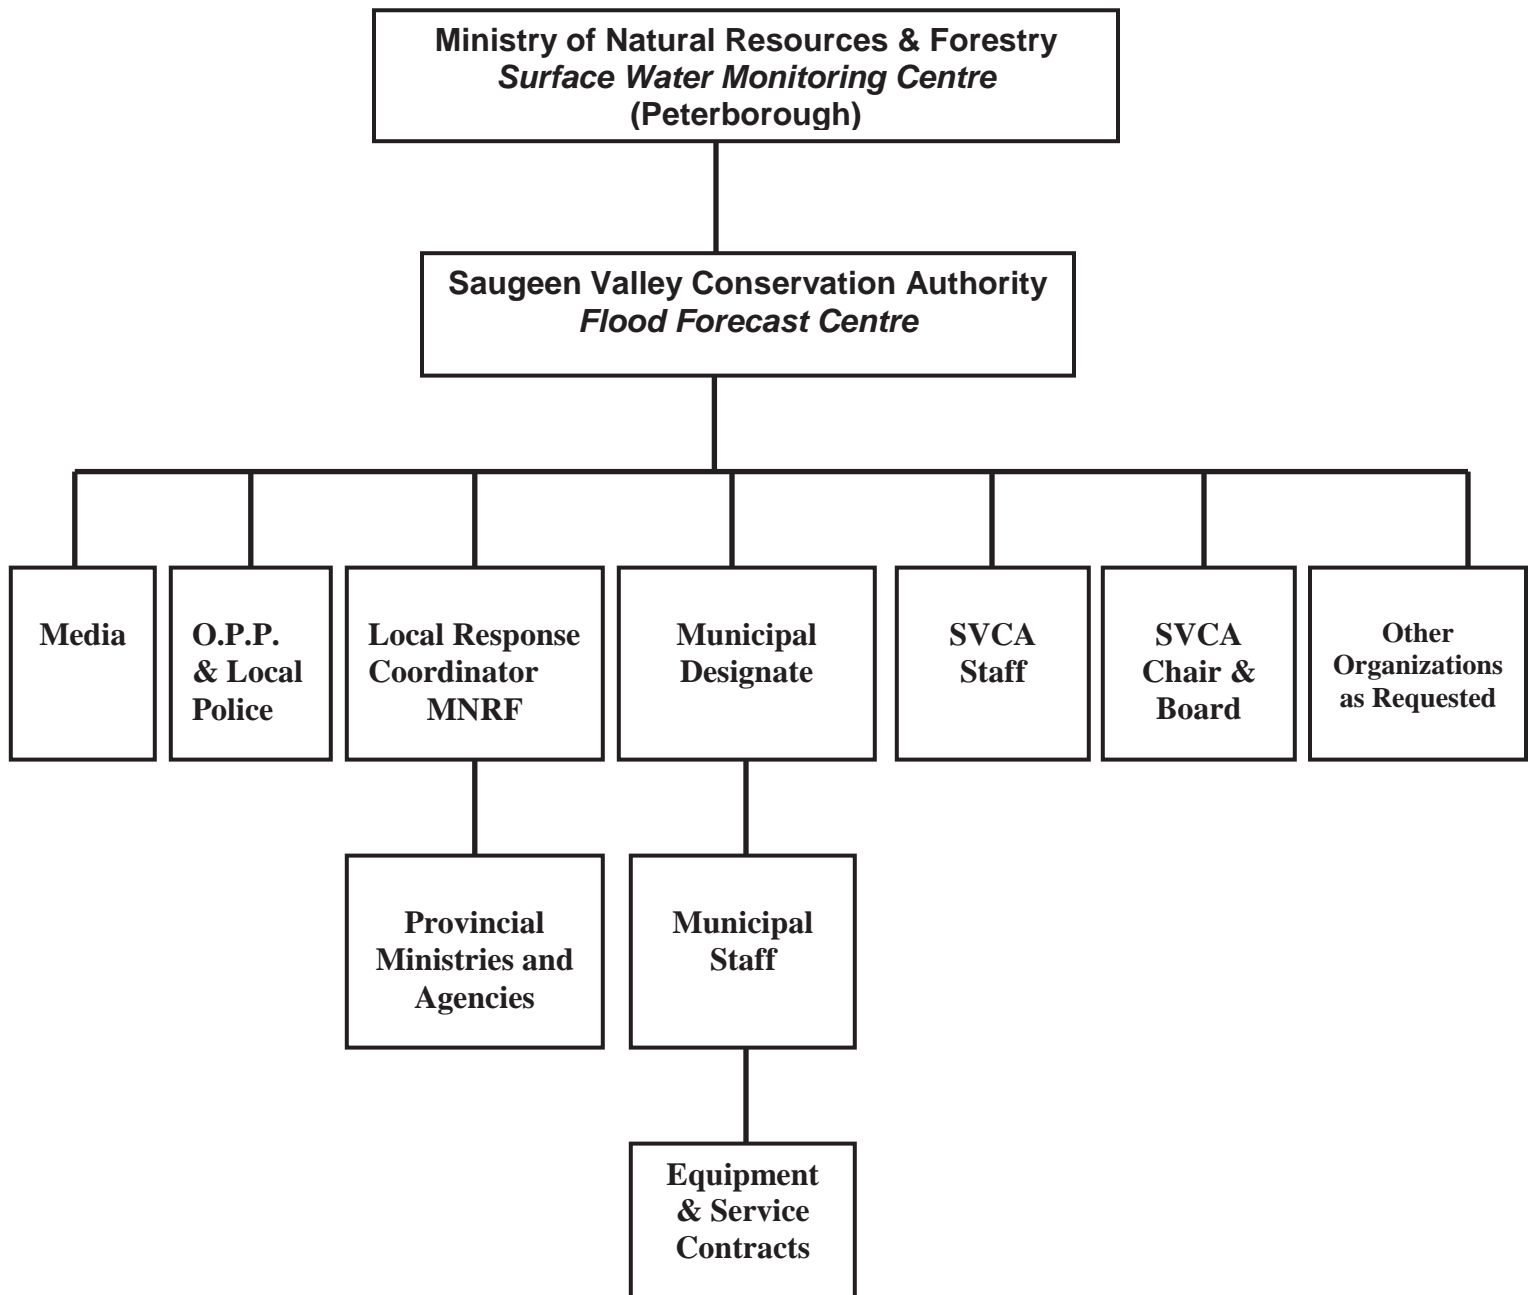 Ministry of Natural Resources & Forestry
Surface Water Monitoring Centre
(Peterborough)
Saugeen Valley Conservation Authority
Flood Forecast Centre
Media
O.P.P.
& Local
Police
Local Response
Coordinator
MNRF
Municipal
Designate
SVCA
Staff
SVCA
Chair &
Board
Other
Organizations
as Requested
Provincial
Ministries and
Agencies
Municipal
Staff
Equipment
& Service
Contracts